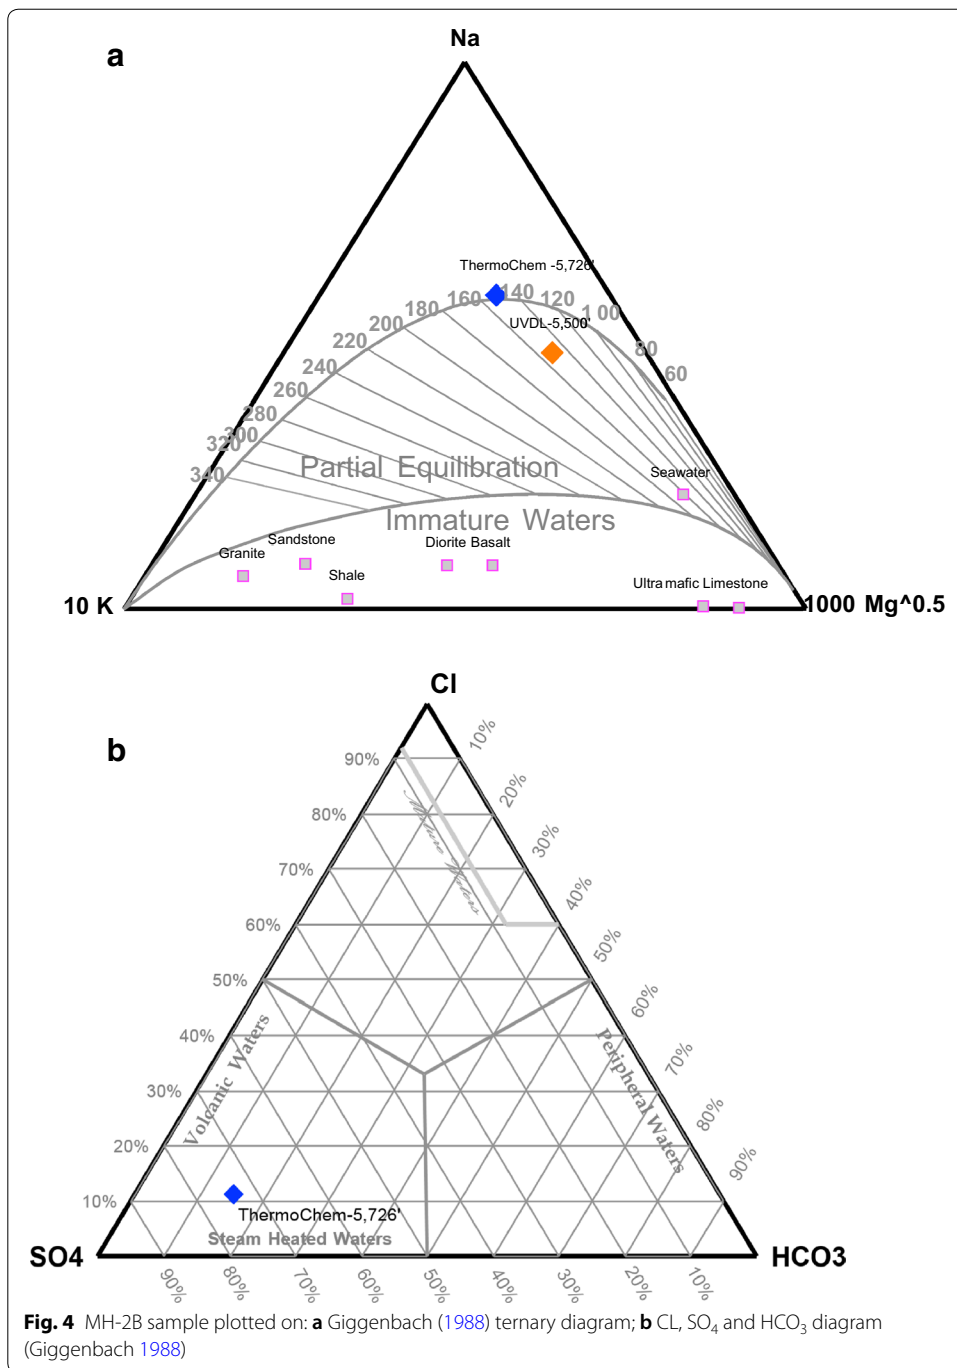 a
Na
ThermoChem -5,726'
160
140
120
1 00
180
200
UVDL-5,500'
220
80
240
60
260
280
300
320
340
Partial Equilibration
Seawater
Immature Waters
Sandstone
Granite
Diorite Basalt
Shale
Ultra mafic Limestone
10 K
1000 Mg^0.5
Cl
b
10%
90%
20%
80%
30%
Mature Waters
70%
40%
60%
50%
50%
60%
40%
Volcanic Waters
Peripheral Waters
70%
30%
80%
20%
90%
10%
ThermoChem-5,726'
Steam Heated Waters
SO4
HCO3
90%
80%
70%
60%
50%
40%
30%
20%
10%
Fig. 4 MH-2B sample plotted on: a Giggenbach (1988) ternary diagram; b CL, SO4 and HCO3 diagram
(Giggenbach 1988)